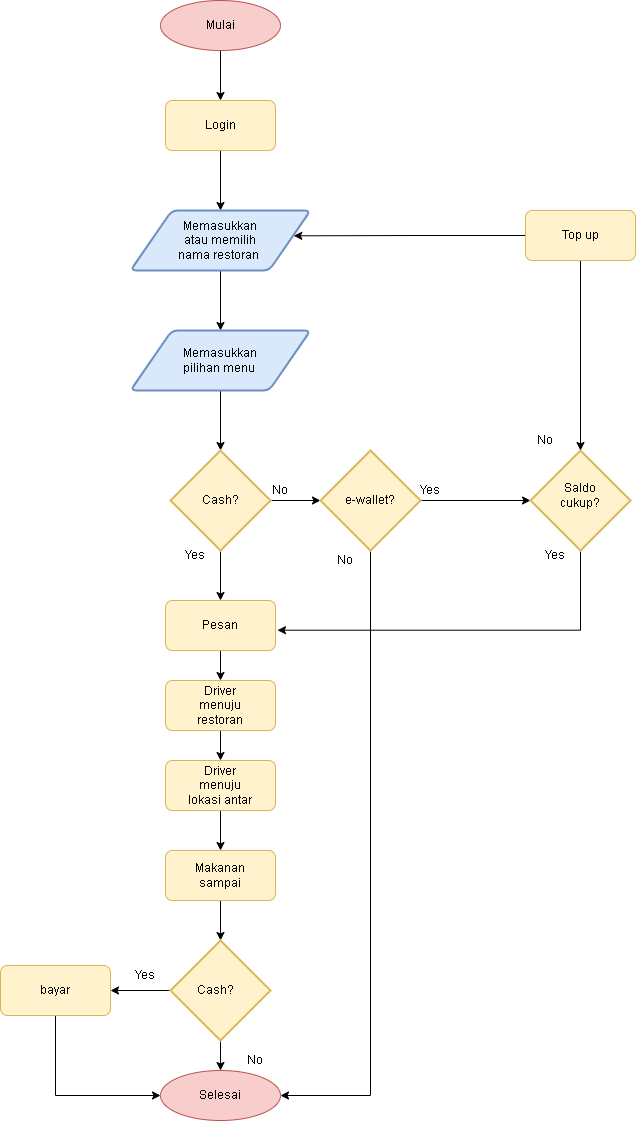 Mulai
Login
Memasukkan
atau memilih
nama restoran
Top up
Memasukkan
pilihan menu
No
Cash?
No
e-wallet?
Yes
Saldo
cukup?
Yes
No
Yes
Pesan
Driver
menuju
restoran
Driver
menuju
lokasi antar
Makanan
sampai
Yes
bayar
Cash?
No
Selesai